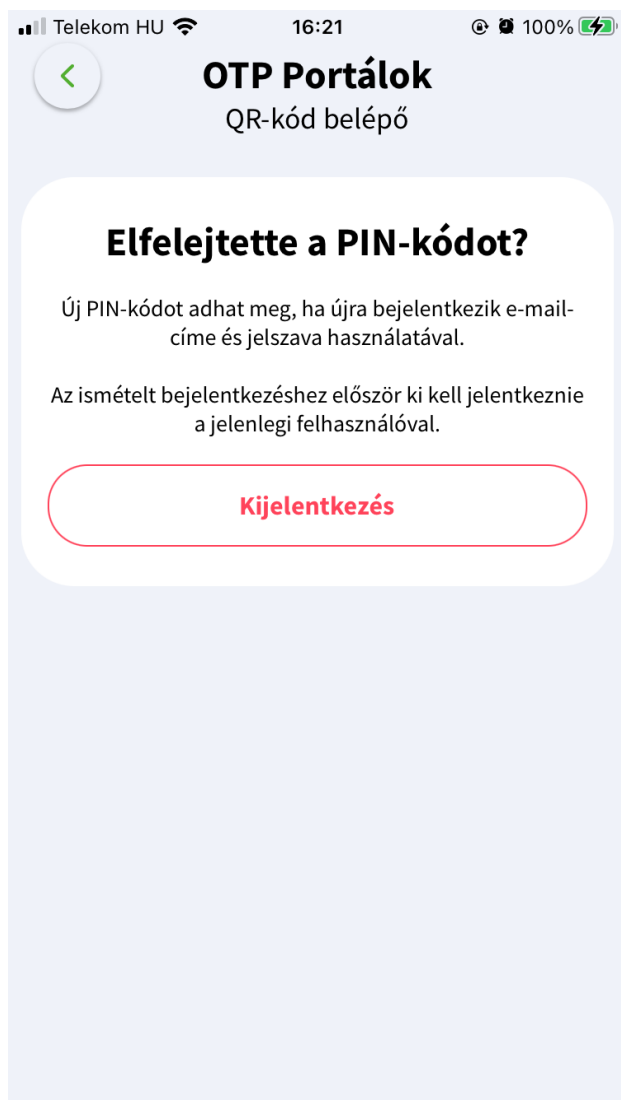 Telekom HU 16:21 100%
OTP Portálok
QR-kód belépő
Elfelejtette a PIN-kódot?
Új PIN-kódot adhat meg, ha újra bejelentkezik e-mail-
címe és jelszava használatával.
Az ismételt bejelentkezéshez először ki kell jelentkeznie
a jelenlegi felhasználóval.
Kijelentkezés